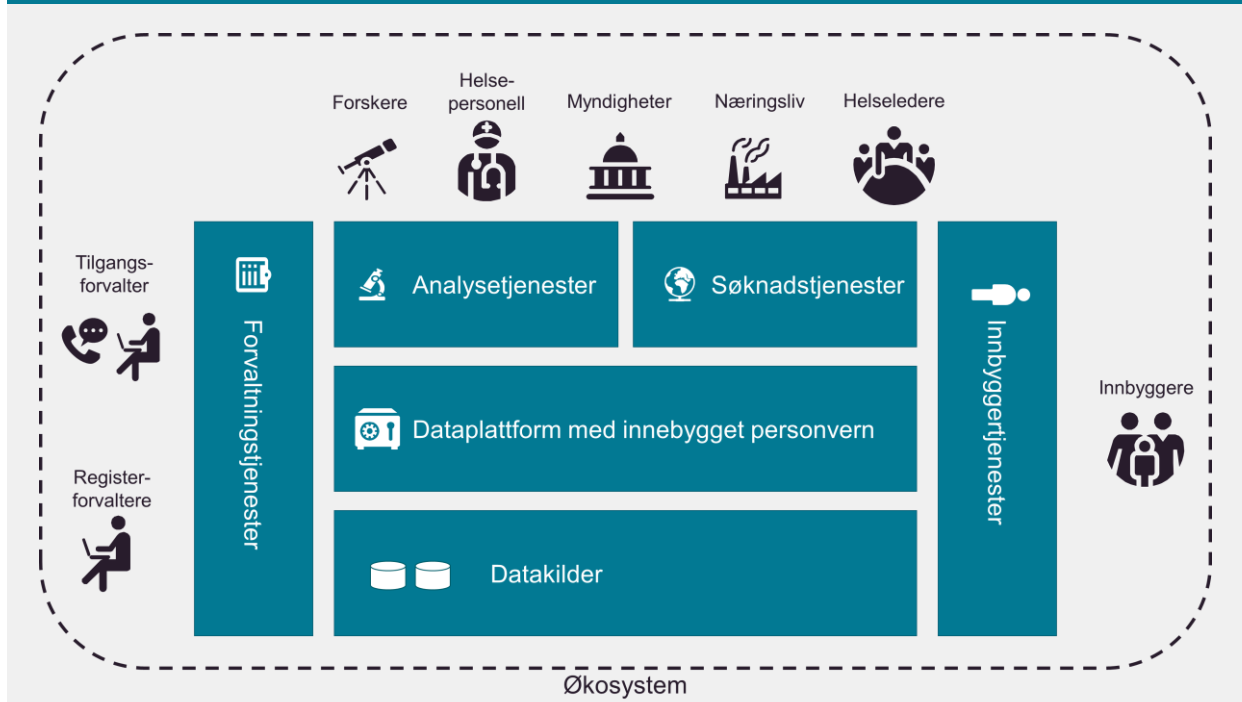 Forskere
Helse-
personell
Myndigheter
Næringsliv
Helseledere
Tilgangs-
forvalter
Register-
forvaltere
Forvaltningstjenester
Analysetjenester
Søknadstjenester
Dataplattform med innebygget personvern
Datakilder
Innbyggertjenester
Innbyggere
Økosystem